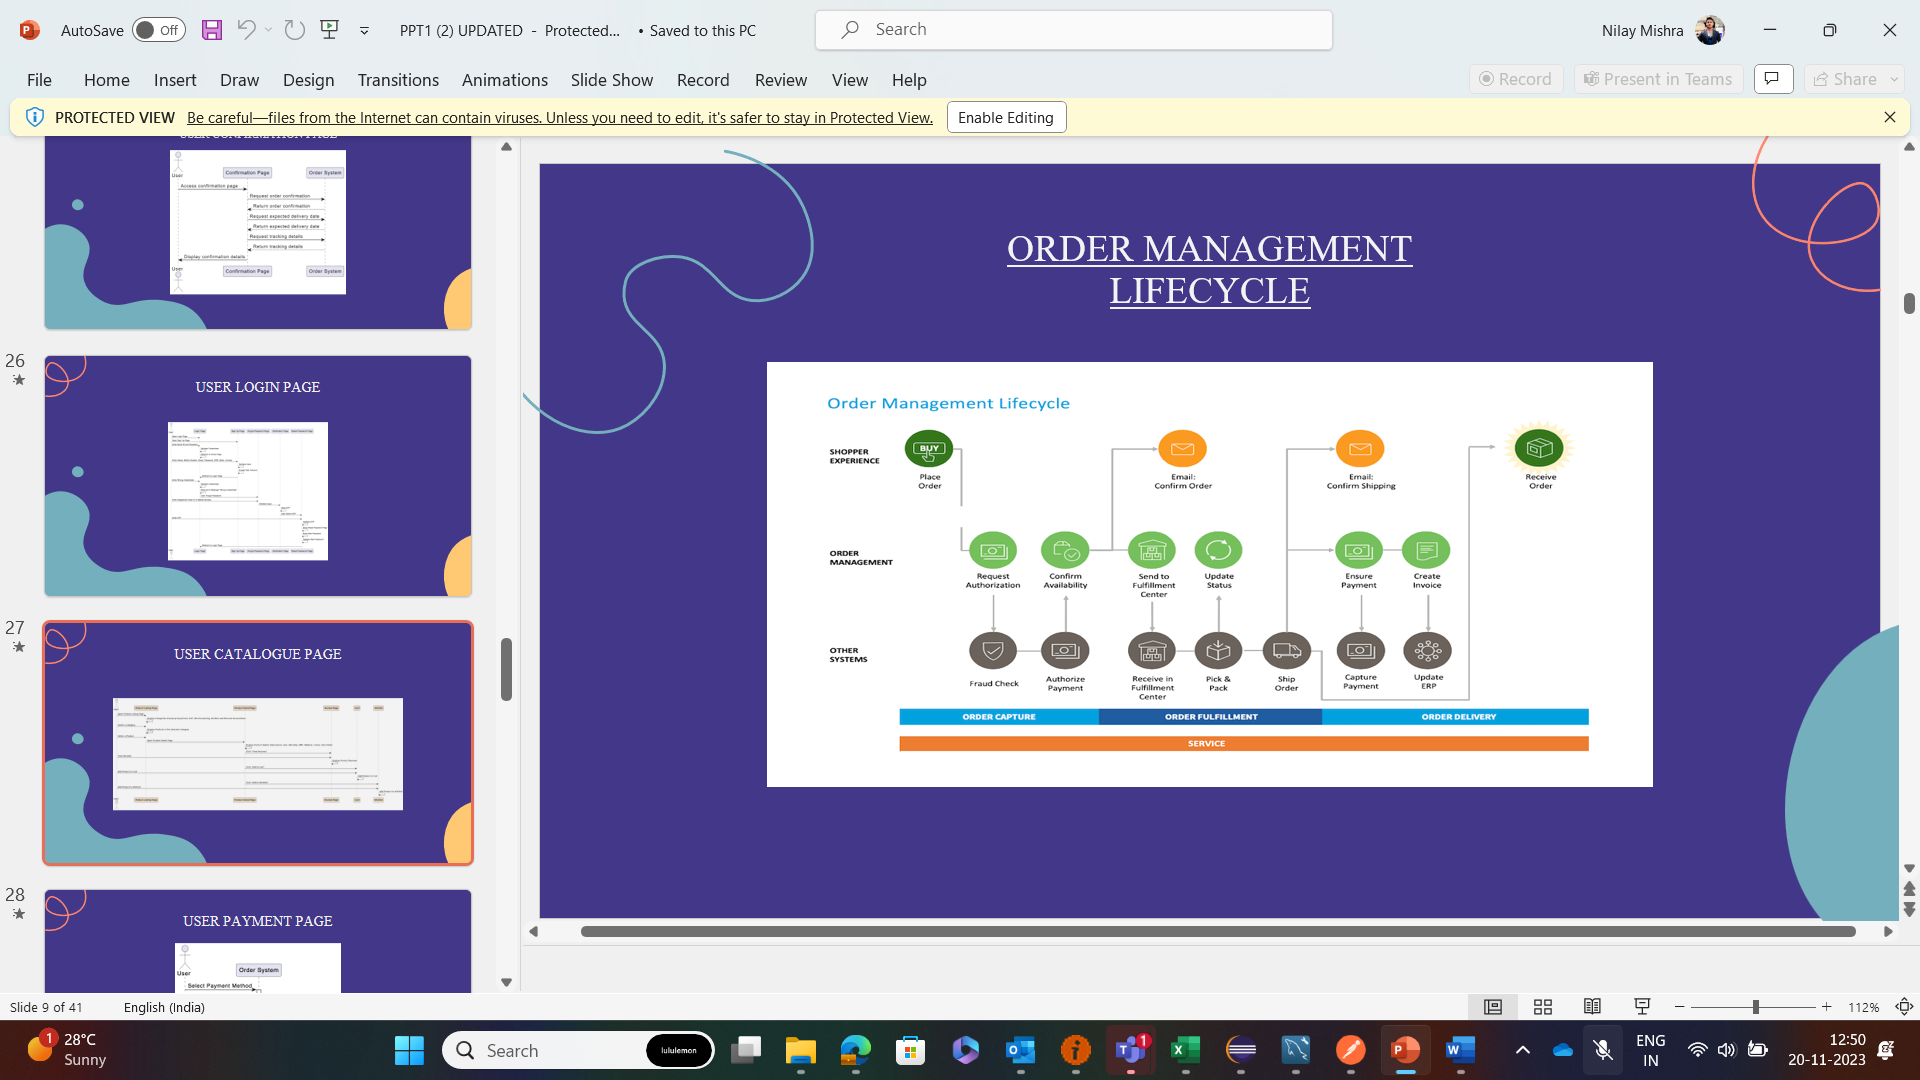 AutoSave Off PPT1 (2) UPDATED - Protected... • Saved to this PC Search Nilay Mishra
File Home Insert Draw Design Transitions Animations Slide Show Record Review View Help Record Present in Teams Share
PROTECTED VIEW Be careful—files from the Internet can contain viruses. Unless you need to edit, it's safer to stay in Protected View. Enable Editing
User
Confirmation Page Order System
Access confirmation page
Request order confirmation
Return order confirmation
Request expected delivery date
Return expected delivery date
Request tracking details
Return tracking details
Display confirmation details
User
Confirmation Page Order System
26
USER LOGIN PAGE
27
USER CATALOGUE PAGE
28
USER PAYMENT PAGE
User
Order System
Select Payment Method
ORDER MANAGEMENT
LIFECYCLE
Order Management Lifecycle
SHOPPER
EXPERIENCE
BUY
Place
Order
Email:
Confirm Order
Email:
Confirm Shipping
Receive
Order
ORDER
MANAGEMENT
Request
Authorization
Confirm
Availability
Send to
Fulfillment
Center
Update
Status
Ensure
Payment
Create
Invoice
OTHER
SYSTEMS
Fraud Check
Authorize
Payment
Receive in
Fulfillment
Center
Pick &
Pack
Ship
Order
Capture
Payment
Update
ERP
ORDER CAPTURE ORDER FULFILLMENT ORDER DELIVERY
SERVICE
Slide 9 of 41 English (India) 112%
1
28°C
Sunny
Search
lululemon
1
ENG
IN
12:50
20-11-2023